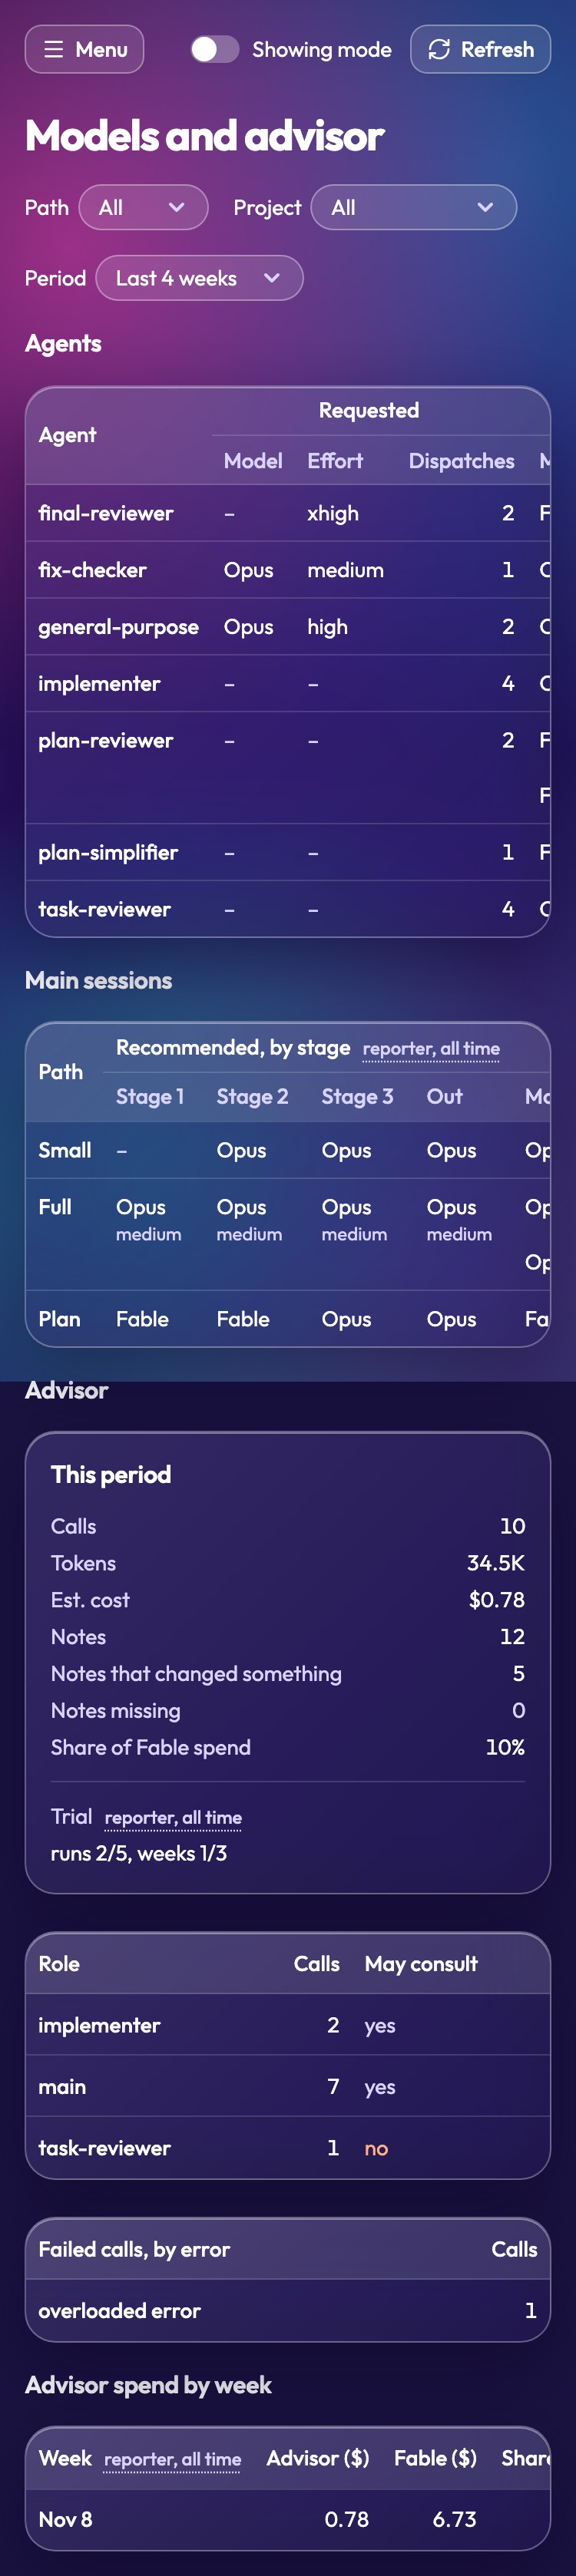 Menu Showing mode Refresh
Models and advisor
Path All Project All
Period Last 4 weeks
Agents
Agent Requested
Model Effort Dispatches
final-reviewer – xhigh 2
fix-checker Opus medium 1
general-purpose Opus high 2
implementer – – 4
plan-reviewer – – 2
plan-simplifier – – 1
task-reviewer – – 4
Main sessions
Path Recommended, by stage reporter, all time
Stage 1 Stage 2 Stage 3 Out
Small – Opus Opus Opus
Full Opus Opus Opus Opus
medium medium medium medium
Plan Fable Fable Opus Opus
Advisor
This period
Calls 10
Tokens 34.5K
Est. cost $0.78
Notes 12
Notes that changed something 5
Notes missing 0
Share of Fable spend 10%
Trial reporter, all time
runs 2/5, weeks 1/3
Role Calls May consult
implementer 2 yes
main 7 yes
task-reviewer 1 no
Failed calls, by error Calls
overloaded error 1
Advisor spend by week
Week reporter, all time Advisor ($) Fable ($) Share
Nov 8 0.78 6.73